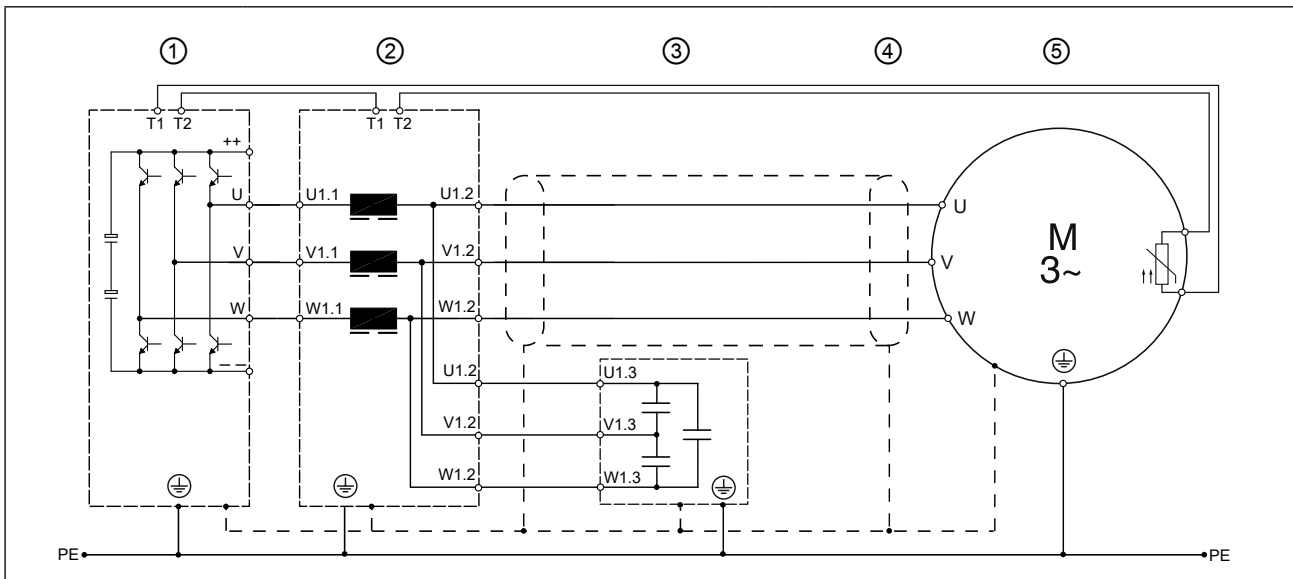 ① ② ③ ④ ⑤
T1 T2 T1 T2
++
U U1.1 U1.2 U
V V1.1 V1.2 V
M
3~
W W1.1 W1.2 W
– –
U1.2 U1.3
V1.2 V1.3
W1.2 W1.3
PE PE